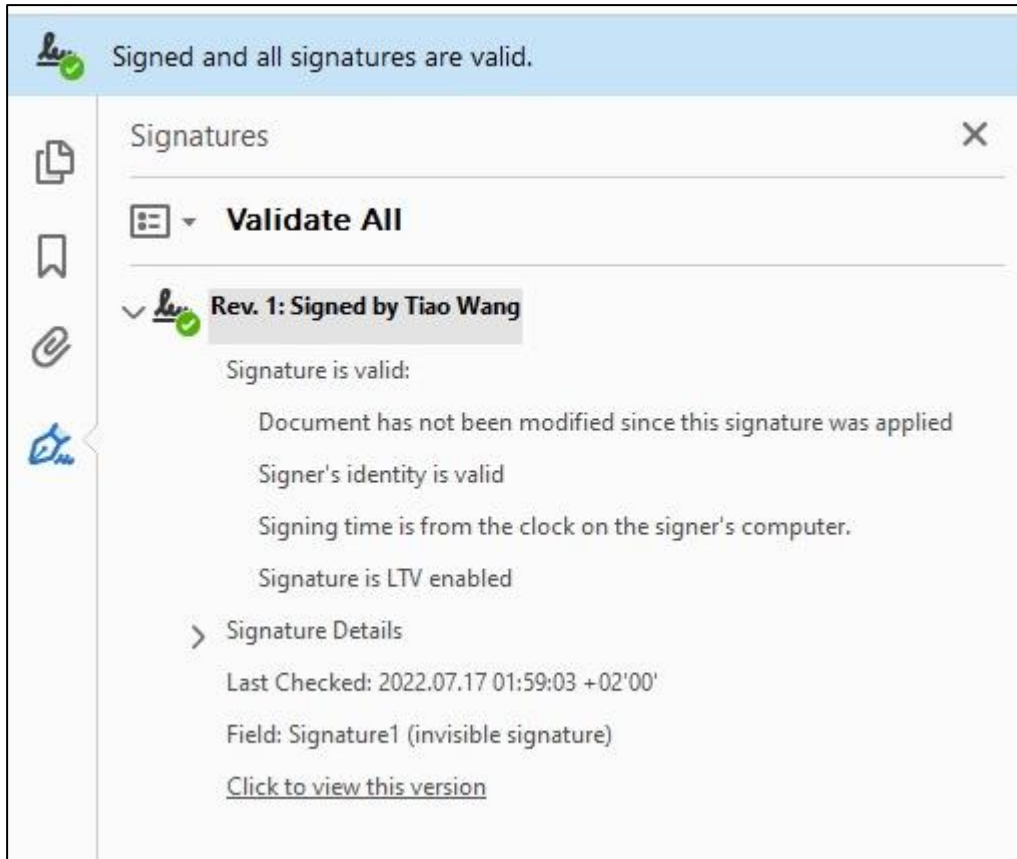 Signed and all signatures are valid.
Signatures
Validate All
Rev. 1: Signed by Tiao Wang
Signature is valid:
Document has not been modified since this signature was applied
Signer's identity is valid
Signing time is from the clock on the signer's computer.
Signature is LTV enabled
Signature Details
Last Checked: 2022.07.17 01:59:03 +02'00'
Field: Signature1 (invisible signature)
Click to view this version